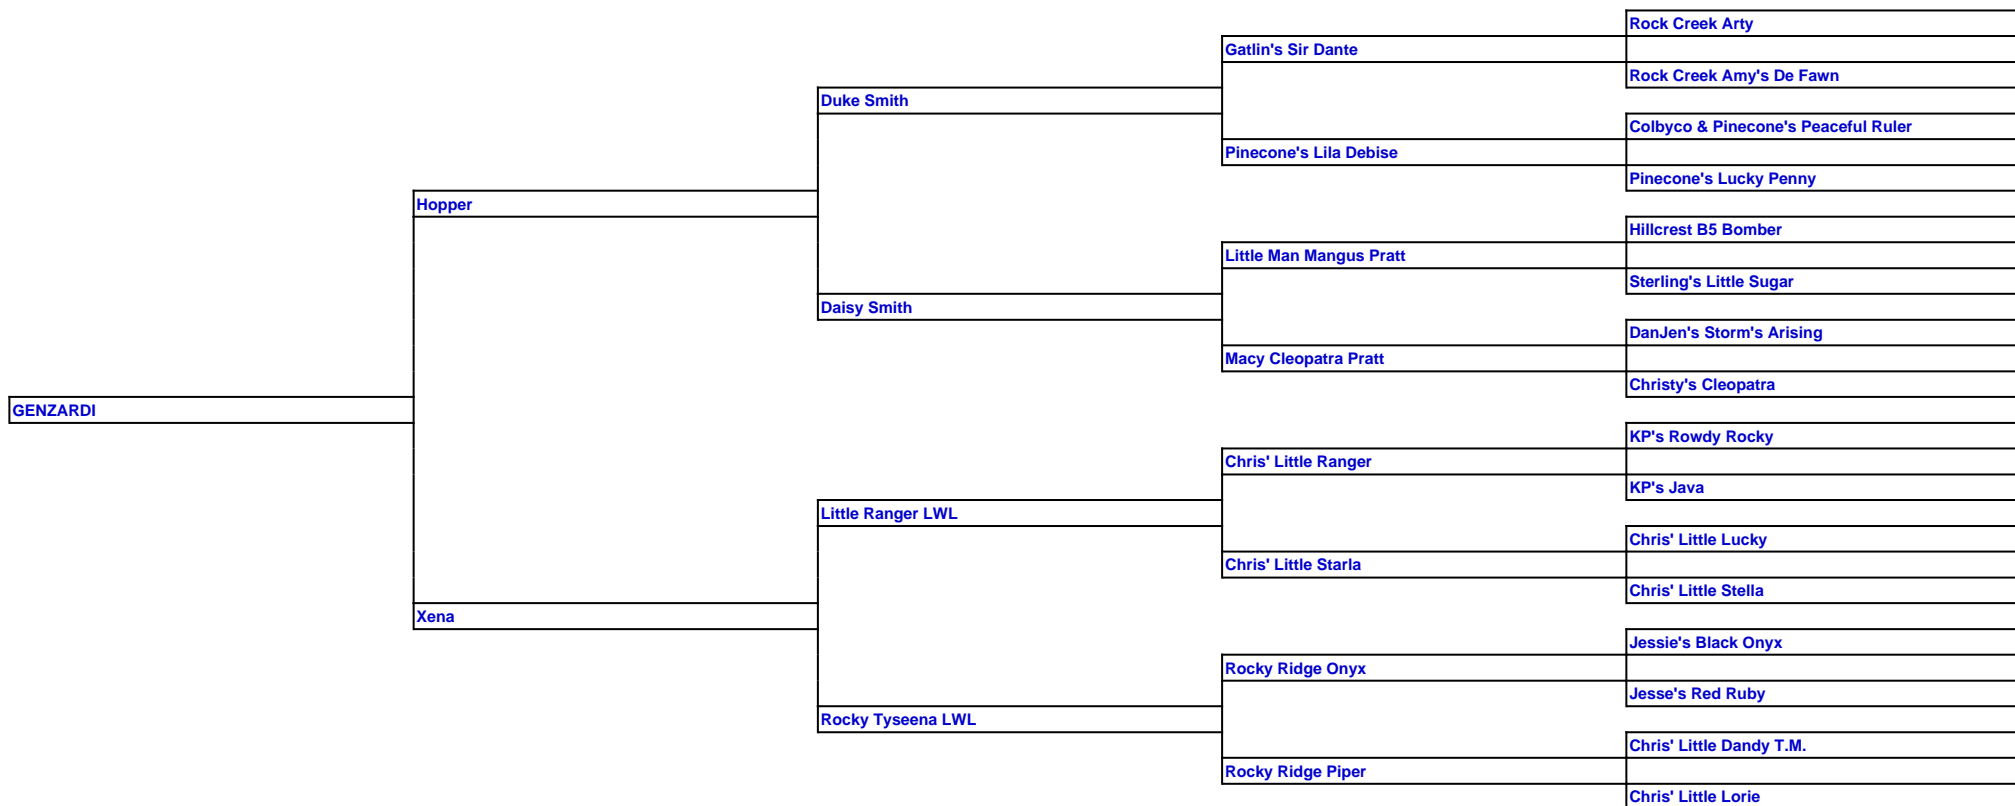 Rock Creek Arty
Gatlin's Sir Dante
Rock Creek Amy's De Fawn
Duke Smith
Colbyco & Pinecone's Peaceful Ruler
Pinecone's Lila Debise
Pinecone's Lucky Penny
Hopper
Hillcrest B5 Bomber
Little Man Mangus Pratt
Sterling's Little Sugar
Daisy Smith
DanJen's Storm's Arising
Macy Cleopatra Pratt
Christy's Cleopatra
GENZARDI
KP's Rowdy Rocky
Chris' Little Ranger
KP's Java
Little Ranger LWL
Chris' Little Lucky
Chris' Little Starla
Chris' Little Stella
Xena
Jessie's Black Onyx
Rocky Ridge Onyx
Jesse's Red Ruby
Rocky Tyseena LWL
Chris' Little Dandy T.M.
Rocky Ridge Piper
Chris' Little Lorie